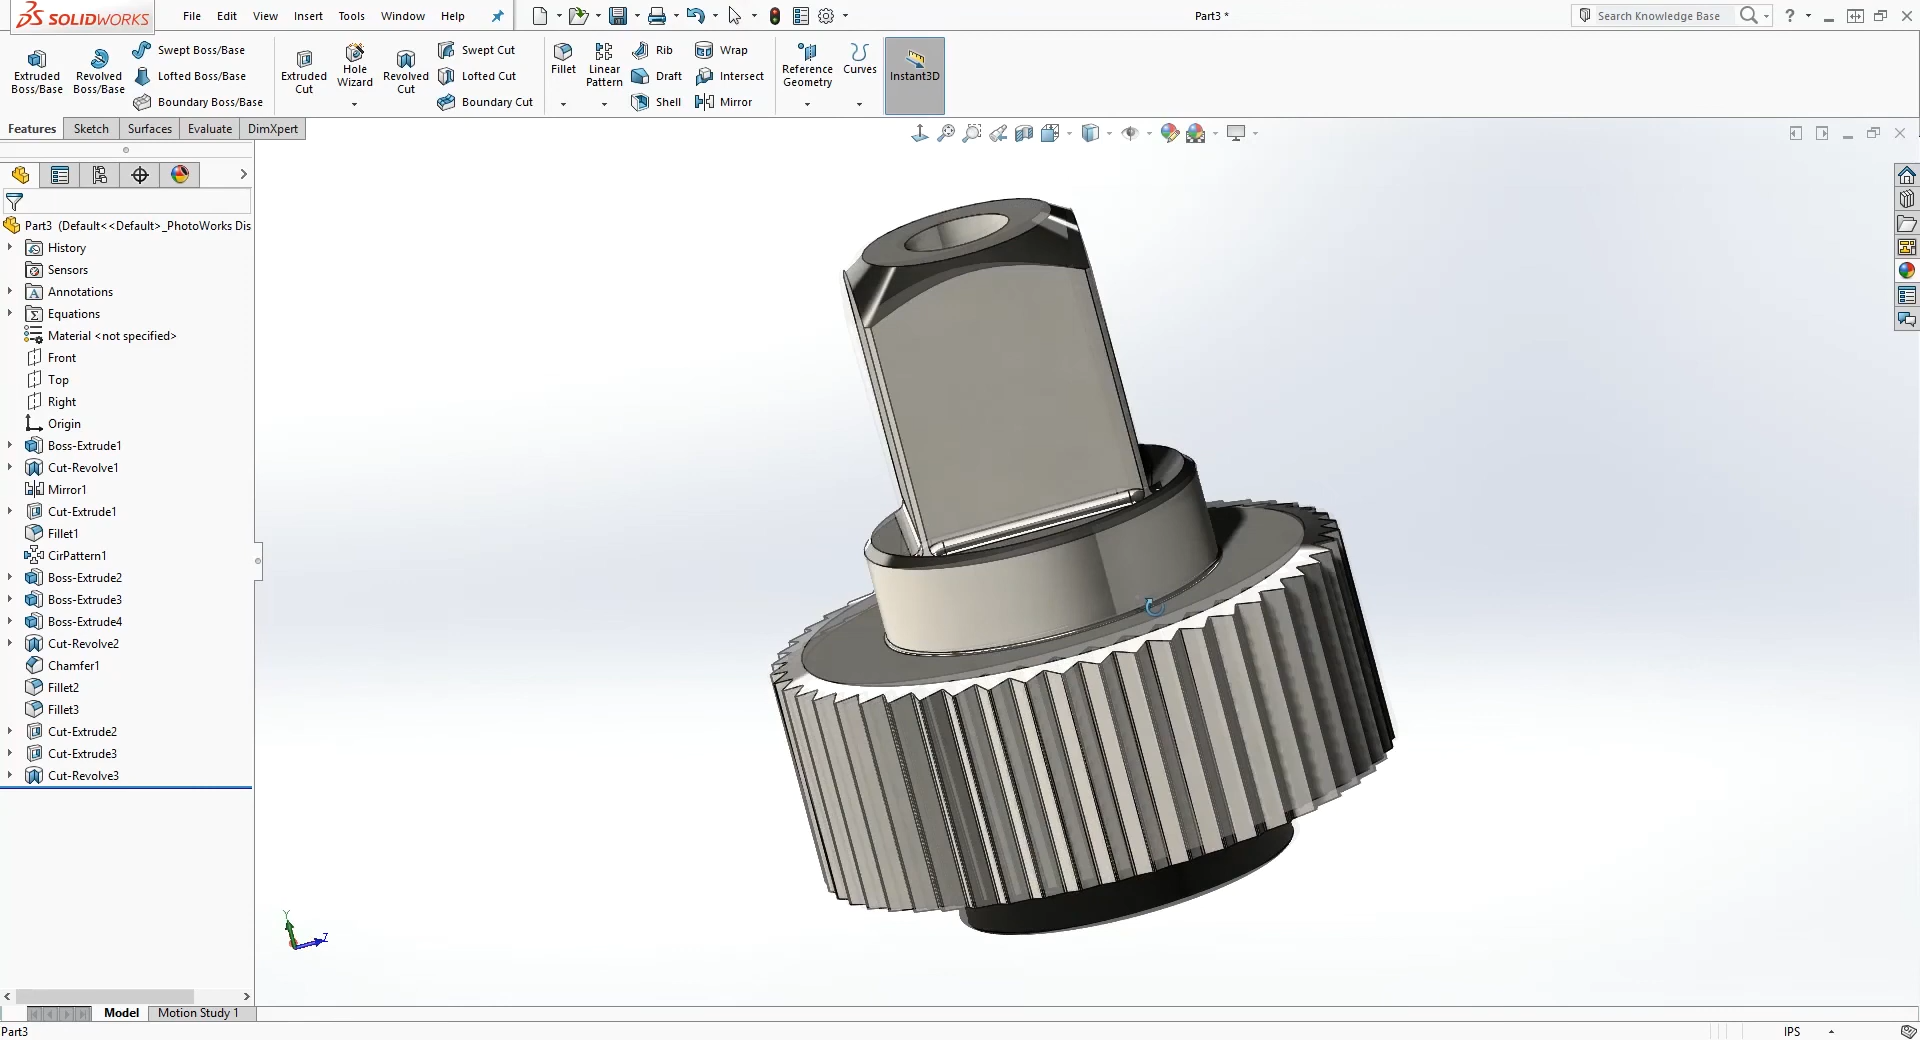 SOLIDWORKS File Edit View Insert Tools Window Help Part3 * Search Knowledge Base ?
Extruded Boss/Base
Revolved Boss/Base
Swept Boss/Base
Lofted Boss/Base
Boundary Boss/Base
Extruded Cut
Hole Wizard
Revolved Cut
Swept Cut
Lofted Cut
Boundary Cut
Fillet
Linear Pattern
Rib
Draft
Shell
Wrap
Intersect
Mirror
Reference Geometry
Curves
Instant3D
Features Sketch Surfaces Evaluate DimXpert
Part3 (Default<<Default>_PhotoWorks Dis
History
Sensors
Annotations
Equations
Material <not specified>
Front
Top
Right
Origin
Boss-Extrude1
Cut-Revolve1
Mirror1
Cut-Extrude1
Fillet1
CirPattern1
Boss-Extrude2
Boss-Extrude3
Boss-Extrude4
Cut-Revolve2
Chamfer1
Fillet2
Fillet3
Cut-Extrude2
Cut-Extrude3
Cut-Revolve3
Y
Z
Model Motion Study 1
Part3 IPS